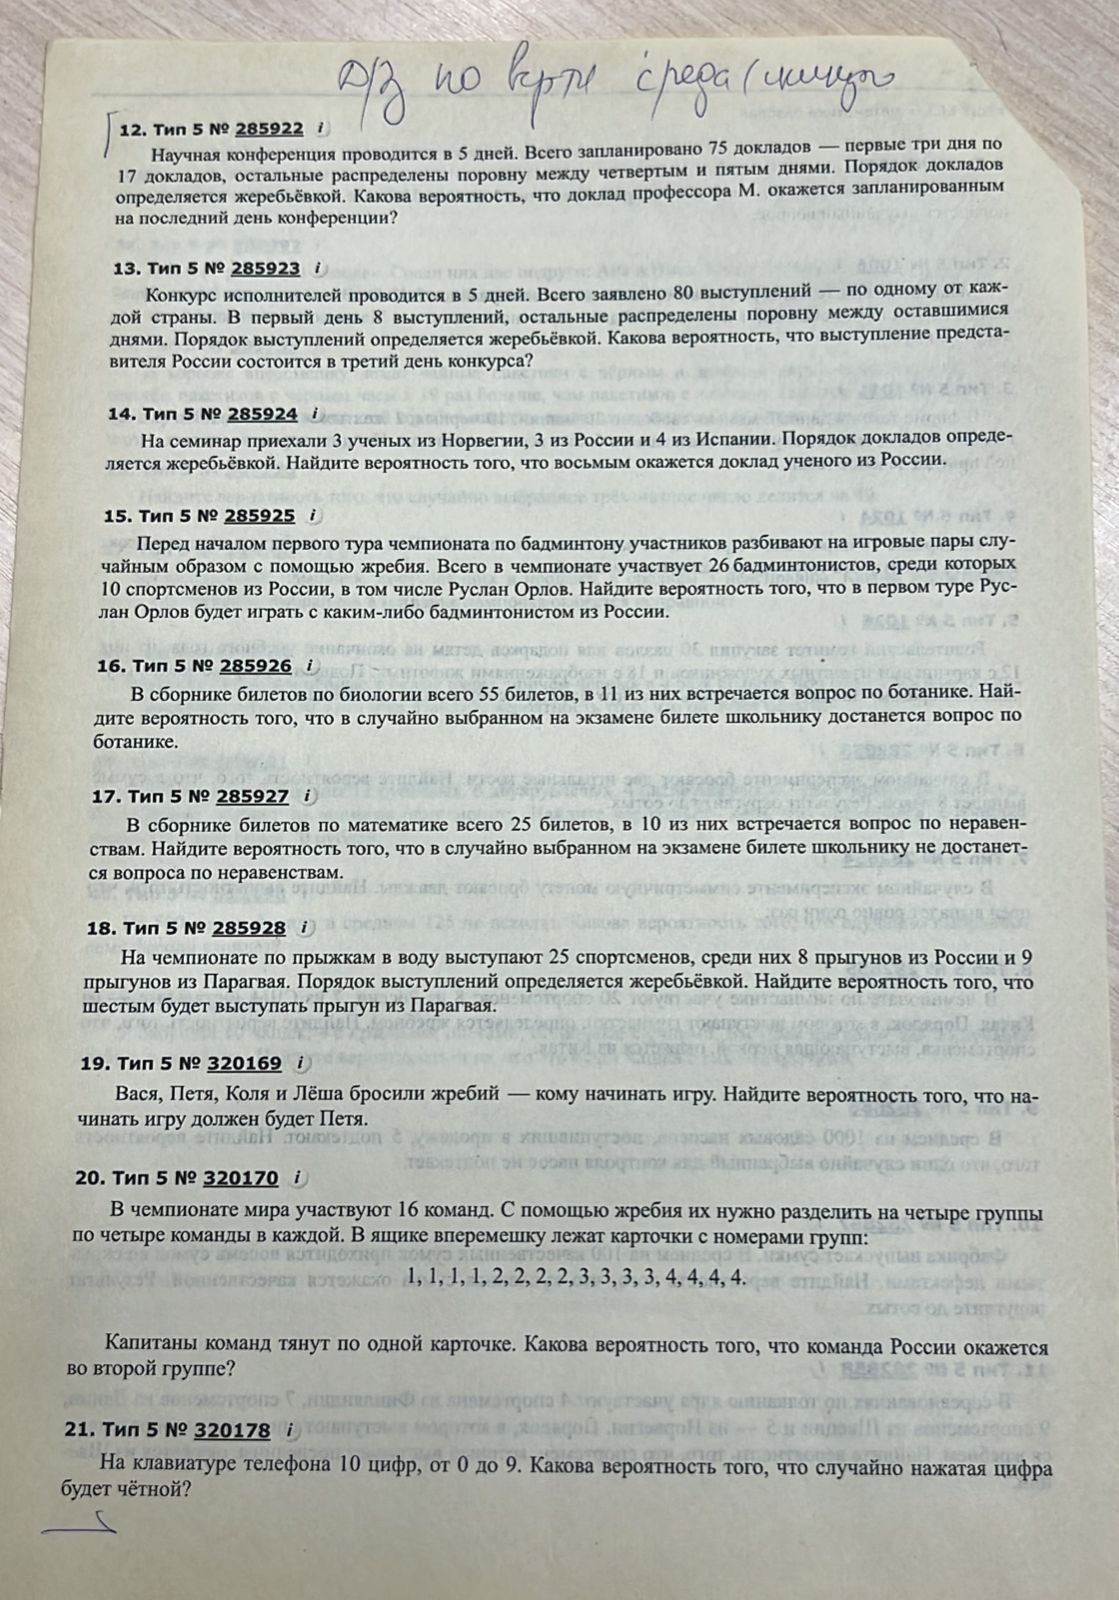 Д/З по врти среда (
12. Тип 5 № 285922 i
Научная конференция проводится в 5 дней. Всего запланировано 75 докладов — первые три дня по
17 докладов, остальные распределены поровну между четвертым и пятым днями. Порядок докладов
определяется жеребьёвкой. Какова вероятность, что доклад профессора М. окажется запланированным
на последний день конференции?
13. Тип 5 № 285923 i
Конкурс исполнителей проводится в 5 дней. Всего заявлено 80 выступлений — по одному от каж-
дой страны. В первый день 8 выступлений, остальные распределены поровну между оставшимися
днями. Порядок выступлений определяется жеребьёвкой. Какова вероятность, что выступление предста-
вителя России состоится в третий день конкурса?
14. Тип 5 № 285924 i
На семинар приехали 3 ученых из Норвегии, 3 из России и 4 из Испании. Порядок докладов опреде-
ляется жеребьёвкой. Найдите вероятность того, что восьмым окажется доклад ученого из России.
15. Тип 5 № 285925 i
Перед началом первого тура чемпионата по бадминтону участников разбивают на игровые пары слу-
чайным образом с помощью жребия. Всего в чемпионате участвует 26 бадминтонистов, среди которых
10 спортсменов из России, в том числе Руслан Орлов. Найдите вероятность того, что в первом туре Рус-
лан Орлов будет играть с каким-либо бадминтонистом из России.
16. Тип 5 № 285926 i
В сборнике билетов по биологии всего 55 билетов, в 11 из них встречается вопрос по ботанике. Най-
дите вероятность того, что в случайно выбранном на экзамене билете школьнику достанется вопрос по
ботанике.
17. Тип 5 № 285927 i
В сборнике билетов по математике всего 25 билетов, в 10 из них встречается вопрос по неравен-
ствам. Найдите вероятность того, что в случайно выбранном на экзамене билете школьнику не достанет-
ся вопроса по неравенствам.
18. Тип 5 № 285928 i
На чемпионате по прыжкам в воду выступают 25 спортсменов, среди них 8 прыгунов из России и 9
прыгунов из Парагвая. Порядок выступлений определяется жеребьёвкой. Найдите вероятность того, что
шестым будет выступать прыгун из Парагвая.
19. Тип 5 № 320169 i
Вася, Петя, Коля и Лёша бросили жребий — кому начинать игру. Найдите вероятность того, что на-
чинать игру должен будет Петя.
20. Тип 5 № 320170 i
В чемпионате мира участвуют 16 команд. С помощью жребия их нужно разделить на четыре группы
по четыре команды в каждой. В ящике вперемешку лежат карточки с номерами групп:
1, 1, 1, 1, 2, 2, 2, 2, 3, 3, 3, 3, 4, 4, 4, 4.
Капитаны команд тянут по одной карточке. Какова вероятность того, что команда России окажется
во второй группе?
21. Тип 5 № 320178 i
На клавиатуре телефона 10 цифр, от 0 до 9. Какова вероятность того, что случайно нажатая цифра
будет чётной?